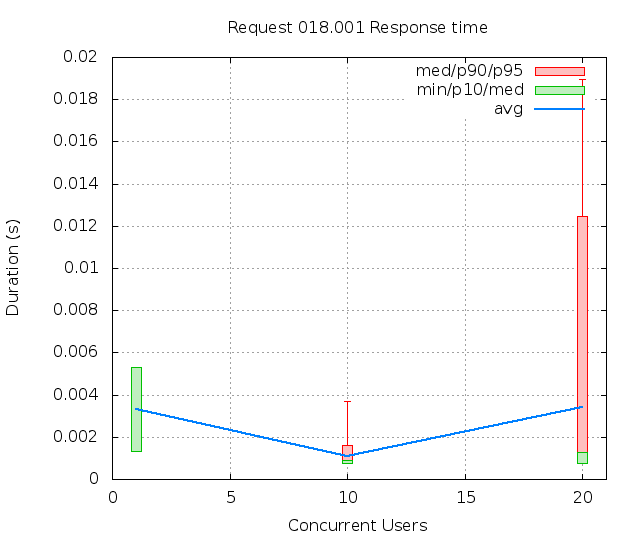 Request 018.001 Response time
med/p90/p95
min/p10/med
avg
Duration (s)
0.02
0.018
0.016
0.014
0.012
0.01
0.008
0.006
0.004
0.002
0
0 5 10 15 20
Concurrent Users